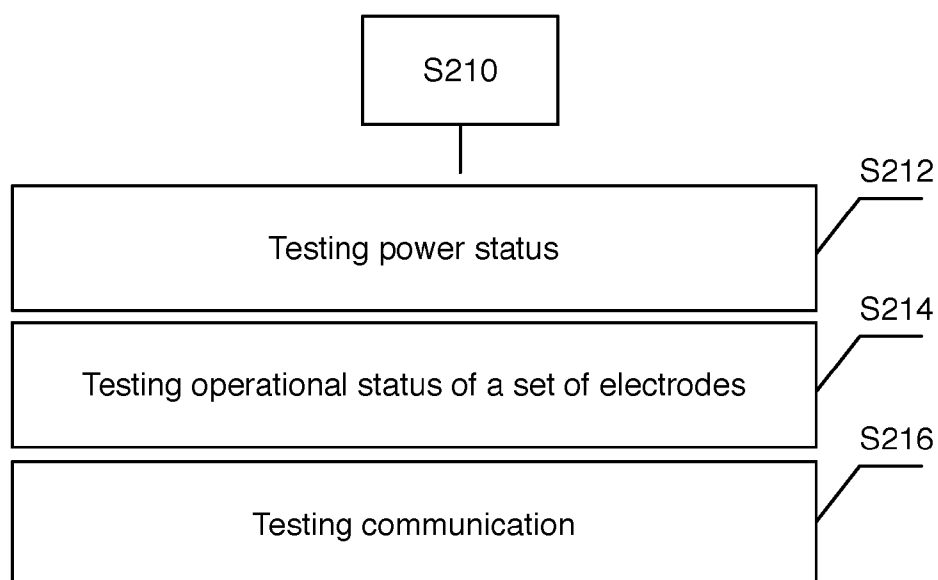 S210
S212
Testing power status
S214
Testing operational status of a set of electrodes
S216
Testing communication